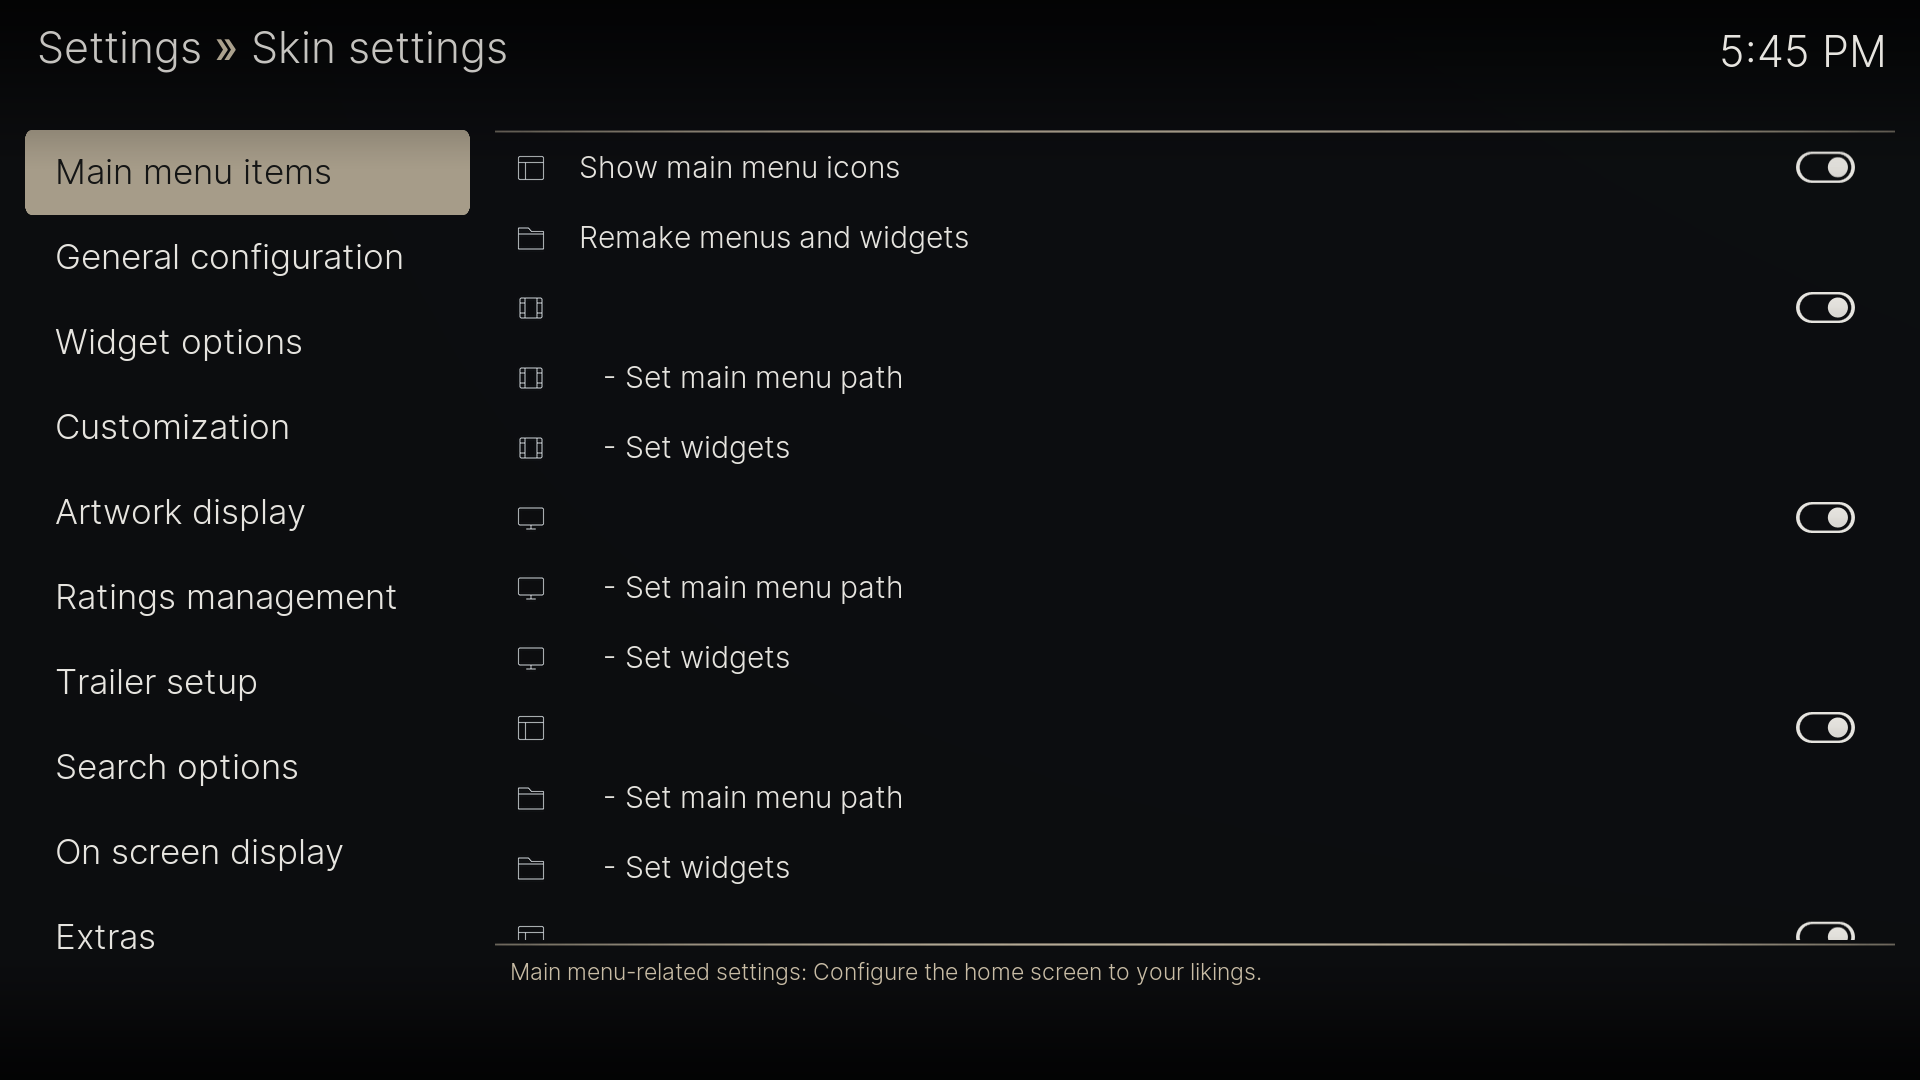 Settings » Skin settings
5:45 PM
Main menu items
General configuration
Widget options
Customization
Artwork display
Ratings management
Trailer setup
Search options
On screen display
Extras
Show main menu icons
Remake menus and widgets
- Set main menu path
- Set widgets
- Set main menu path
- Set widgets
- Set main menu path
- Set widgets
Main menu-related settings: Configure the home screen to your likings.